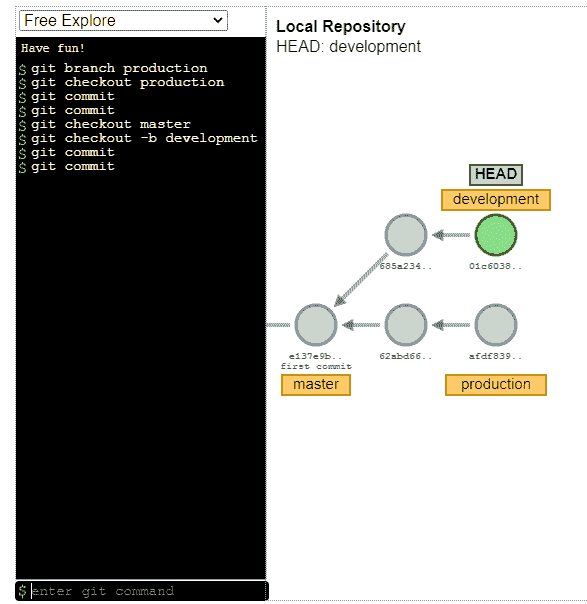 Free Explore
Have fun!
$ git branch production
$ git checkout production
$ git commit
$ git commit
$ git checkout master
$ git checkout -b development
$ git commit
$ git commit
$ enter git command
Local Repository
HEAD: development
HEAD
development
685a234..
01c6038..
e137e9b..
first commit
62abd66..
afdf839..
master
production